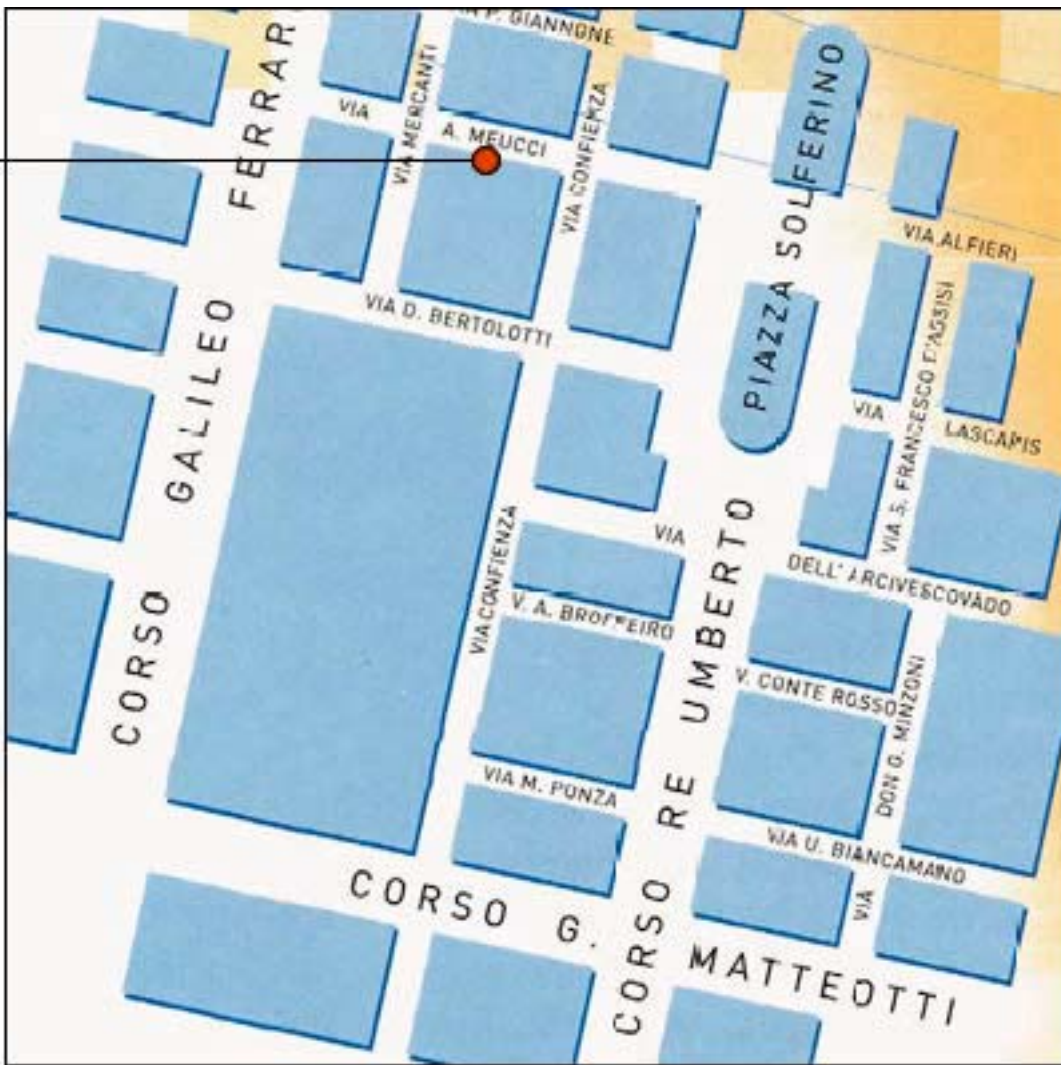 P. GIANNONE
VIA MERCANTI
VIA
A. MEUCCI
VIA CONFIENZA
PIAZZA SOLFERINO
VIA ALFIERI
VIA D. BERTOLOTTI
CORSO GALILEO FERRAR
VIA S. FRANCESCO D'ASSISI
VIA
LASCARIS
VIA CONFIENZA
VIA
DELL' ARCIVESCOVADO
V. A. BROFFEIRO
V. CONTE ROSSO
VIA DON G. MINZONI
VIA M. PONZA
VIA U. BIANCAMANO
CORSO RE UMBERTO
CORSO G. MATTEOTTI